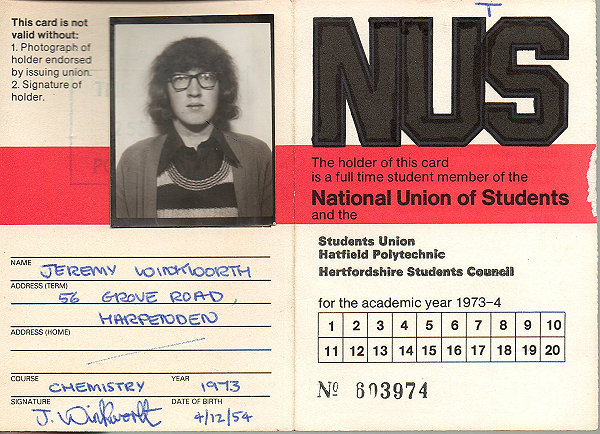 This card is not
valid without:
1. Photograph of
holder endorsed
by issuing union.
2. Signature of
holder.
NAME JEREMY WINKWORTH
ADDRESS (TERM)
56 GROVE ROAD,
HARPENDEN
ADDRESS (HOME)
COURSE CHEMISTRY YEAR 1973
SIGNATURE J. Winkworth DATE OF BIRTH 4/12/54
T
NUS
The holder of this card
is a full time student member of the
National Union of Students
and the
Students Union
Hatfield Polytechnic
Hertfordshire Students Council
for the academic year 1973-4
1 2 3 4 5 6 7 8 9 10
11 12 13 14 15 16 17 18 19 20
Nº 603974